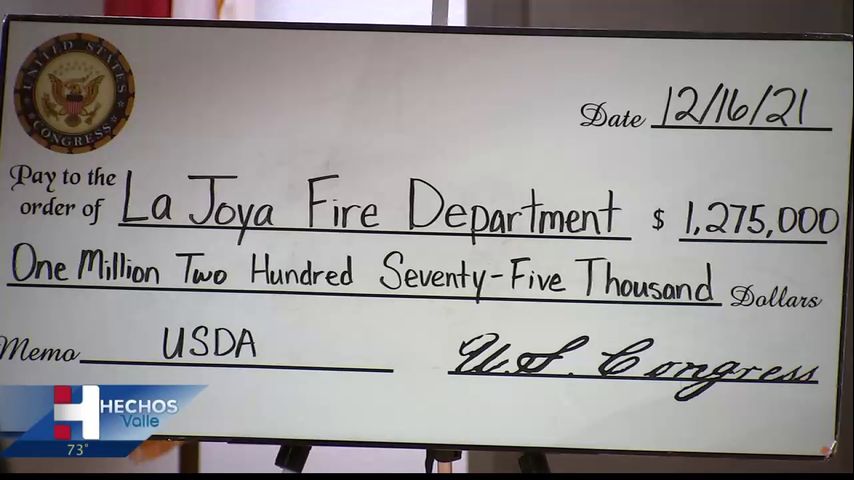 UNITED STATES
CONGRESS
Date 12/16/21
Pay to the
order of La Joya Fire Department $ 1,275,000
One Million Two Hundred Seventy-Five Thousand Dollars
Memo USDA U.S. Congress
HECHOS
Valle
73°